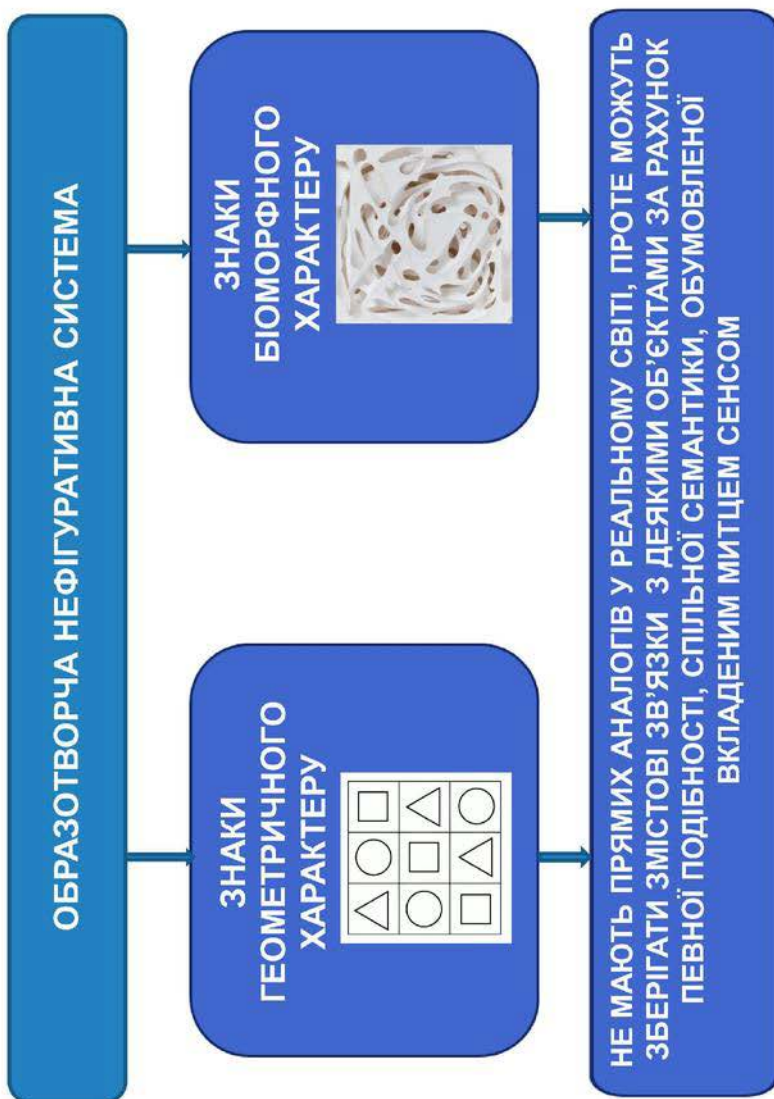 ОБРАЗОТВОРЧА НЕФІГУРАТИВНА СИСТЕМА
ЗНАКИ
ГЕОМЕТРИЧНОГО
ХАРАКТЕРУ
ЗНАКИ
БІОМОРФНОГО
ХАРАКТЕРУ
НЕ МАЮТЬ ПРЯМИХ АНАЛОГІВ У РЕАЛЬНОМУ СВІТІ, ПРОТЕ МОЖУТЬ
ЗБЕРІГАТИ ЗМІСТОВІ ЗВ’ЯЗКИ З ДЕЯКИМИ ОБ’ЄКТАМИ ЗА РАХУНОК
ПЕВНОЇ ПОДІБНОСТІ, СПІЛЬНОЇ СЕМАНТИКИ, ОБУМОВЛЕНОЇ
ВКЛАДЕНИМ МИТЦЕМ СЕНСОМ